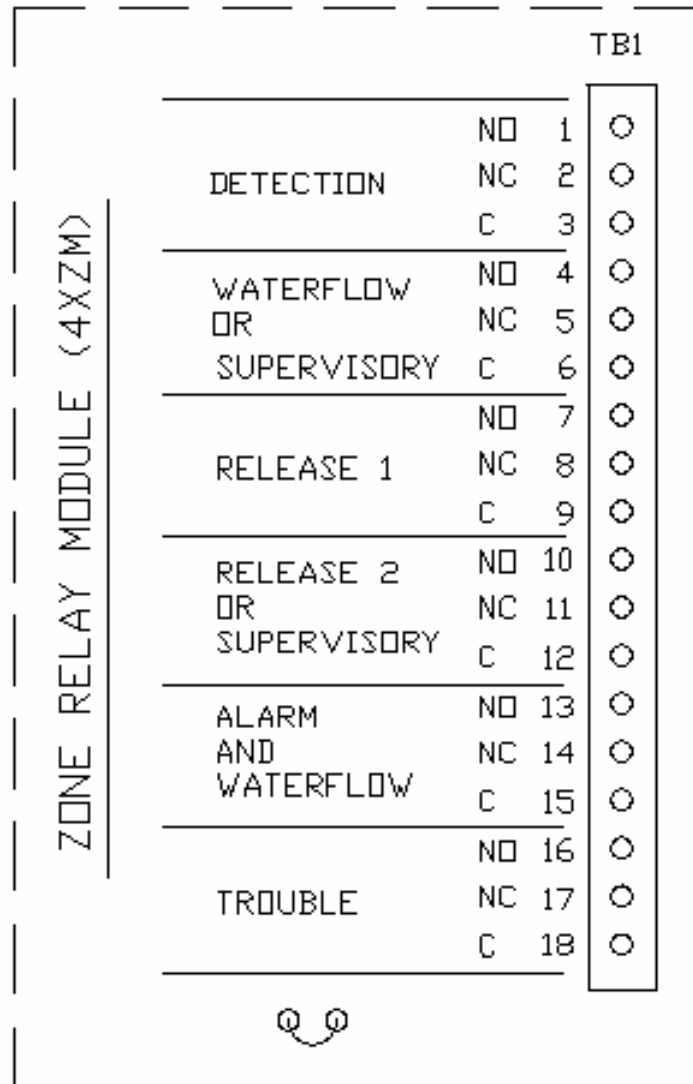 TB1
ZONE RELAY MODULE (4XZM)
DETECTION
NO 1
NC 2
C 3
WATERFLOW
OR
SUPERVISORY
NO 4
NC 5
C 6
RELEASE 1
NO 7
NC 8
C 9
RELEASE 2
OR
SUPERVISORY
NO 10
NC 11
C 12
ALARM
AND
WATERFLOW
NO 13
NC 14
C 15
TROUBLE
NO 16
NC 17
C 18